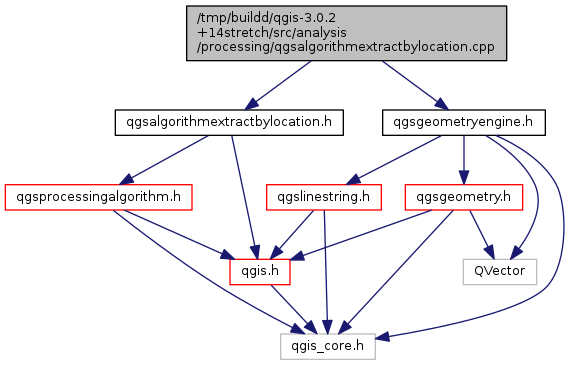 /tmp/buildd/qgis-3.0.2
+14stretch/src/analysis
/processing/qgsalgorithmextractbylocation.cpp
qgsalgorithmextractbylocation.h
qgsgeometryengine.h
qgsprocessingalgorithm.h
qgslinestring.h
qgsgeometry.h
qgis.h
QVector
qgis_core.h